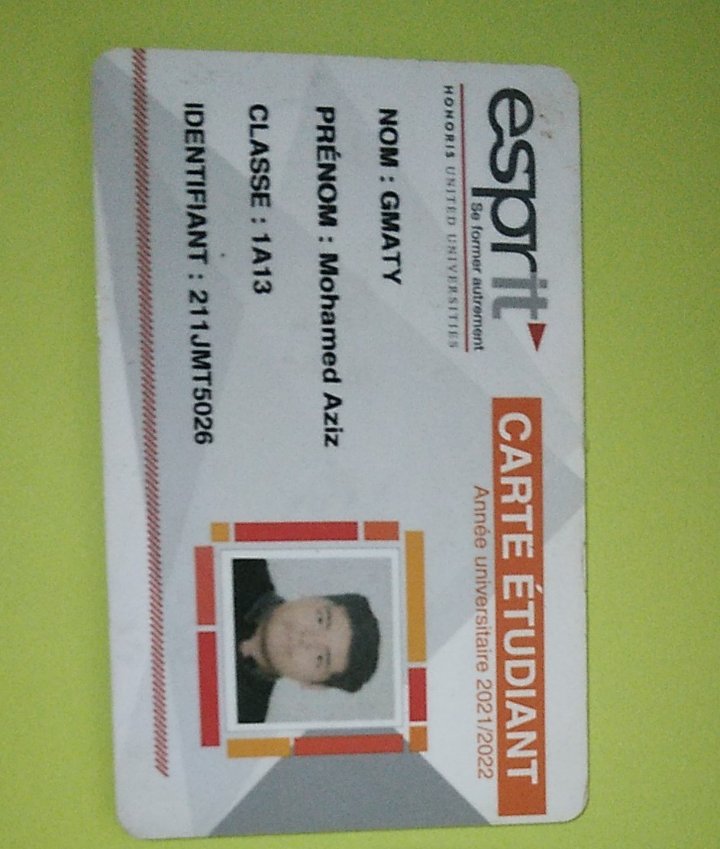 esprit
Se former autrement
HONORIS UNITED UNIVERSITIES
CARTE ÉTUDIANT
Année universitaire 2021/2022
NOM : GMATY
PRÉNOM : Mohamed Aziz
CLASSE : 1A13
IDENTIFIANT : 211JMT5026